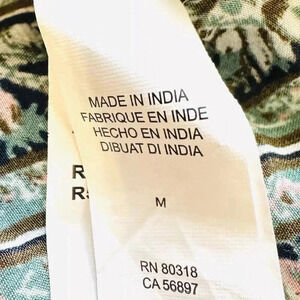 MADE IN INDIA
FABRIQUE EN INDE
HECHO EN INDIA
DIBUAT DI INDIA
M
RN 80318
CA 56897